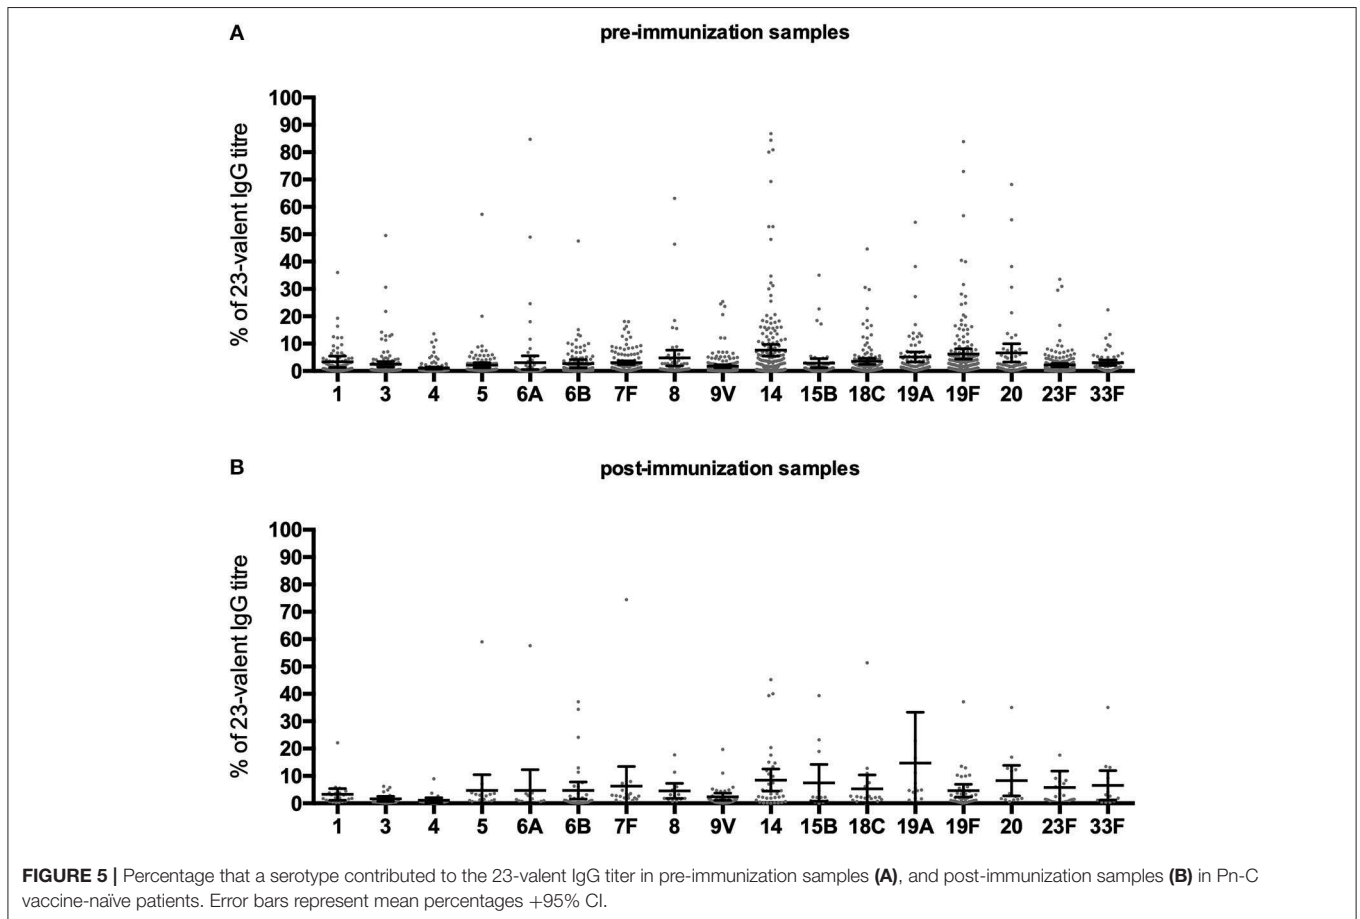 A
pre-immunization samples
% of 23-valent IgG titre
100
90
80
70
60
50
40
30
20
10
0
1 3 4 5 6A 6B 7F 8 9V 14 15B 18C 19A 19F 20 23F 33F
B
post-immunization samples
% of 23-valent IgG titre
100
90
80
70
60
50
40
30
20
10
0
1 3 4 5 6A 6B 7F 8 9V 14 15B 18C 19A 19F 20 23F 33F
FIGURE 5 | Percentage that a serotype contributed to the 23-valent IgG titer in pre-immunization samples (A), and post-immunization samples (B) in Pn-C
vaccine-naïve patients. Error bars represent mean percentages +95% CI.